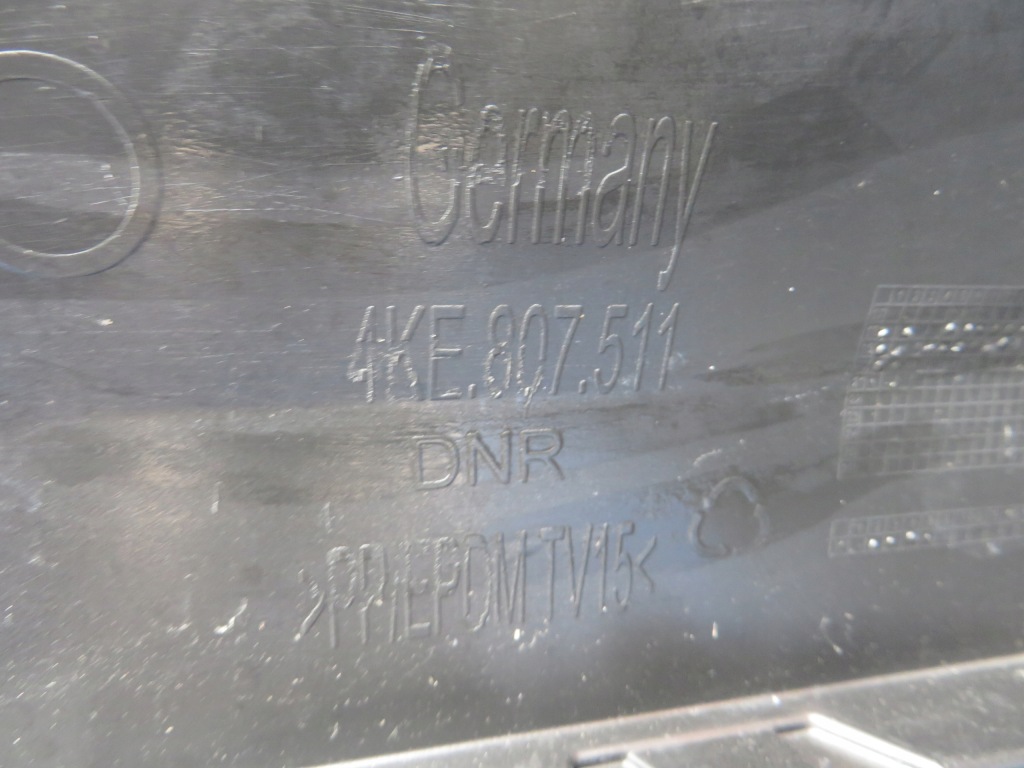 Germany
4KE.807.511
DNR
>PP+EPDM TV15<